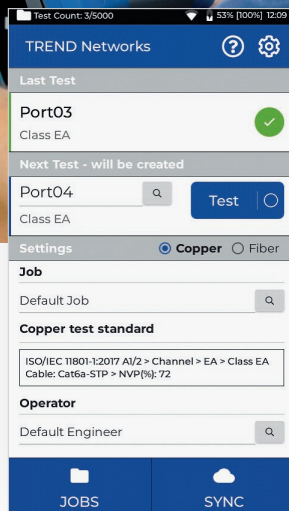 Test Count: 3/5000 53% [100%] 12:09
TREND Networks
Last Test
Port03
Class EA
Next Test - will be created
Port04
Test
Class EA
Settings Copper Fiber
Job
Default Job
Copper test standard
ISO/IEC 11801-1:2017 A1/2 > Channel > EA > Class EA
Cable: Cat6a-STP > NVP(%): 72
Operator
Default Engineer
JOBS SYNC